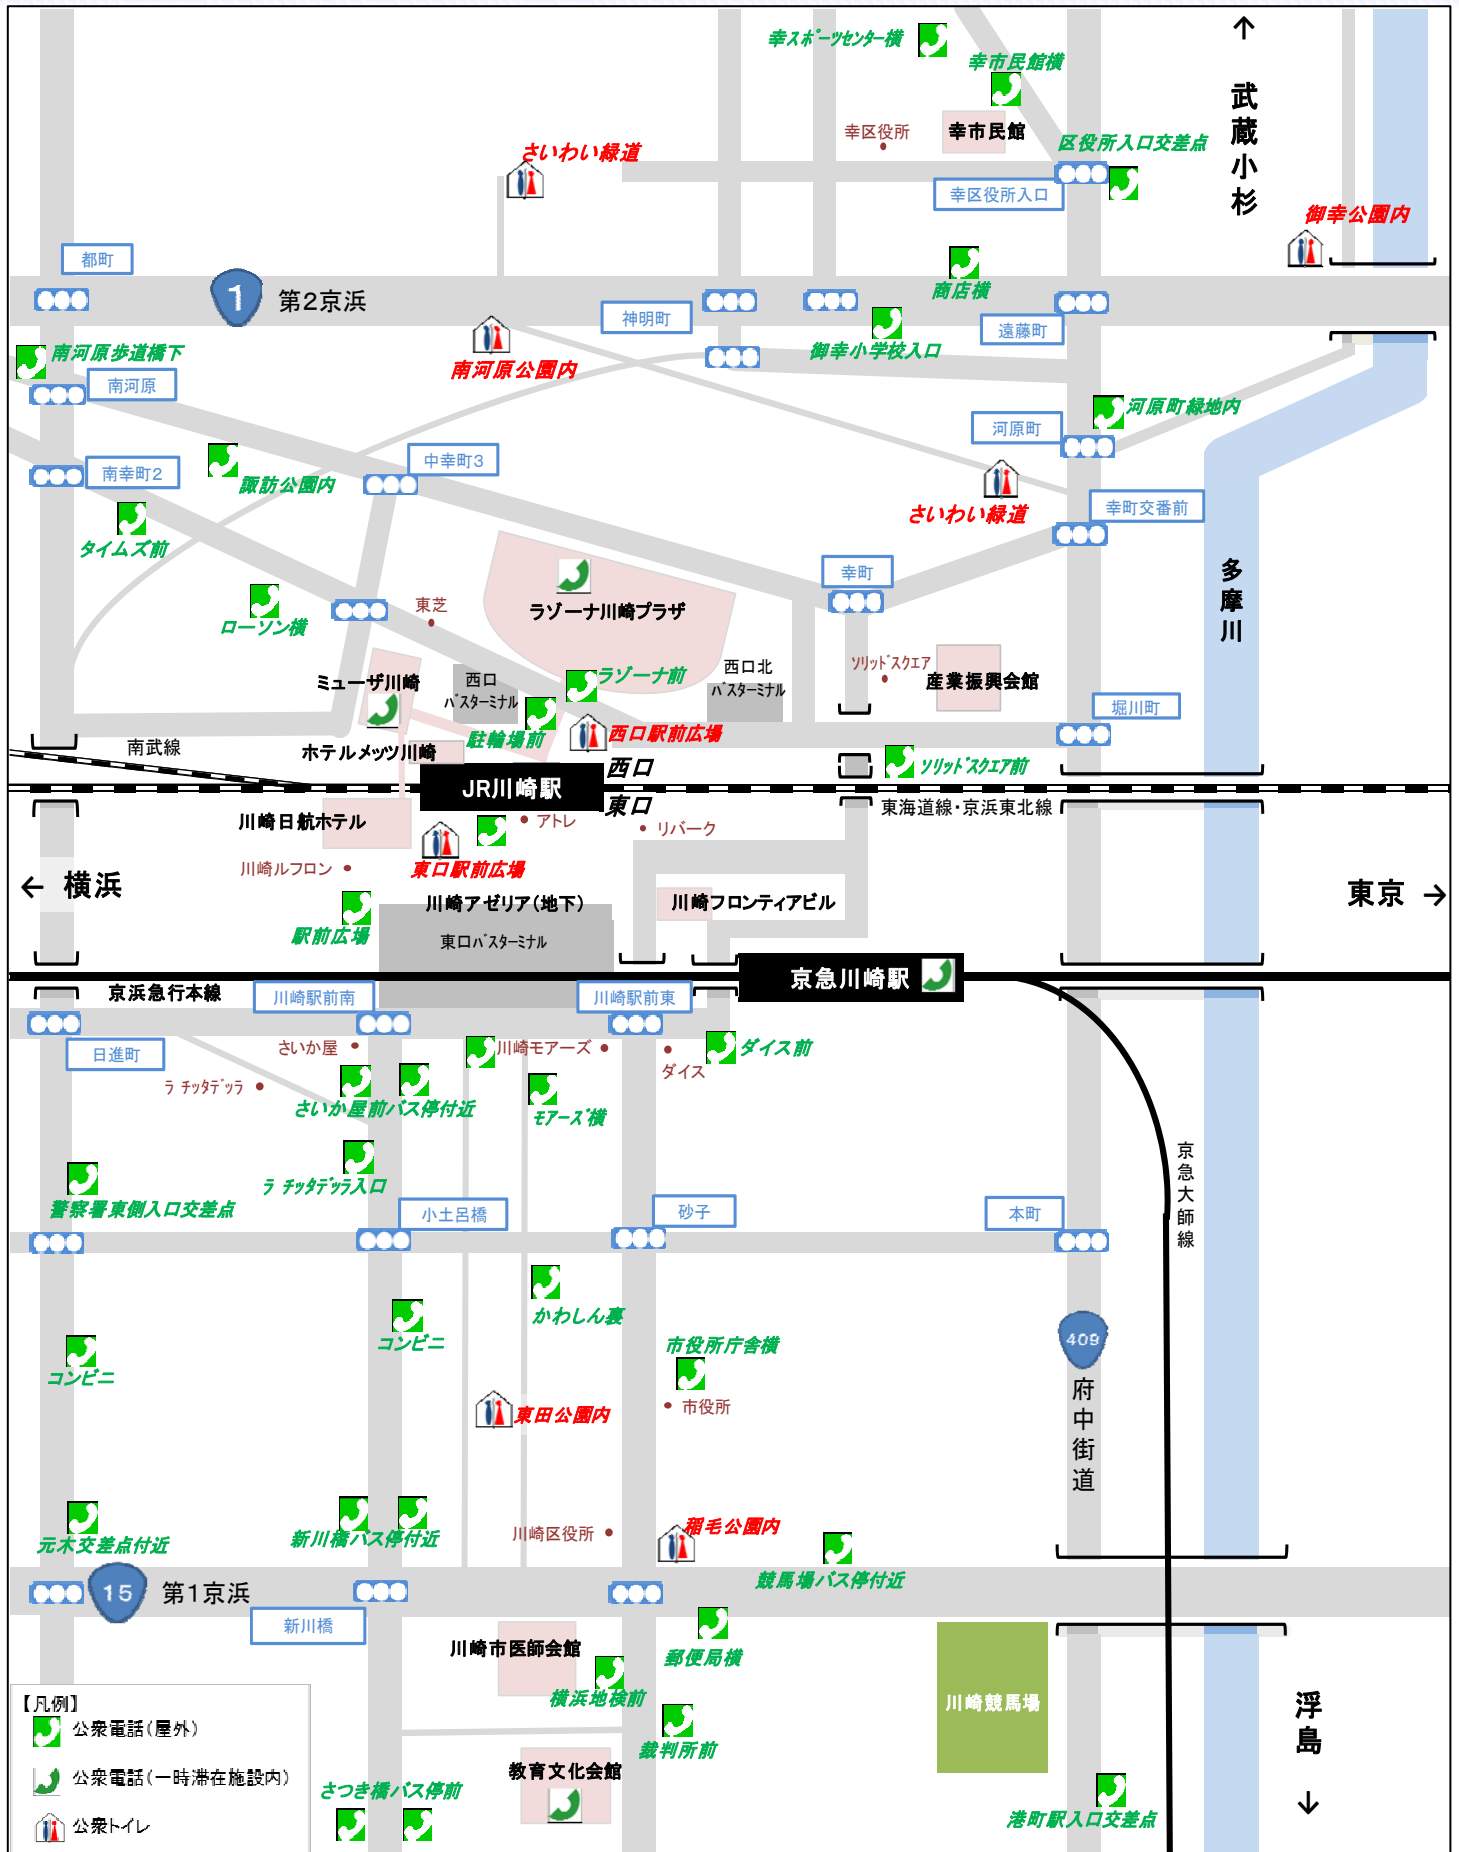 幸スポーツセンター横
幸市民館横
↑
武蔵小杉
幸区役所
幸市民館
区役所入口交差点
さいわい緑道
幸区役所入口
御幸公園内
都町
1
第2京浜
商店横
神明町
遠藤町
御幸小学校入口
南河原歩道橋下
南河原公園内
南河原
河原町緑地内
河原町
中幸町3
南幸町2
諏訪公園内
さいわい緑道
幸町交番前
タイムズ前
幸町
多摩川
ラゾーナ川崎プラザ
東芝
ローソン横
ミューザ川崎
西口
バスターミナル
ラゾーナ前
西口北
バスターミナル
ソリッドスクエア
産業振興会館
堀川町
南武線
ホテルメッツ川崎
駐輪場前
西口駅前広場
ソリッドスクエア前
西口
JR川崎駅
東口
東海道線・京浜東北線
川崎日航ホテル
アトレ
リバーク
川崎ルフロン
東口駅前広場
← 横浜
東京 →
川崎アゼリア(地下)
川崎フロンティアビル
駅前広場
東口バスターミナル
京急川崎駅
京浜急行本線
川崎駅前南
川崎駅前東
日進町
さいか屋
川崎モアーズ
ダイス
ダイス前
ラ チッタデッラ
さいか屋前バス停付近
モアーズ横
ラ チッタデッラ入口
京急大師線
警察署東側入口交差点
小土呂橋
砂子
本町
かわしん裏
コンビニ
コンビニ
市役所庁舎横
409
府中街道
市役所
東田公園内
元木交差点付近
新川橋バス停付近
川崎区役所
稲毛公園内
競馬場バス停付近
15
第1京浜
新川橋
川崎市医師会館
郵便局横
横浜地検前
川崎競馬場
浮島
↓
裁判所前
教育文化会館
さつき橋バス停前
港町駅入口交差点
【凡例】
公衆電話(屋外)
公衆電話(一時滞在施設内)
公衆トイレ